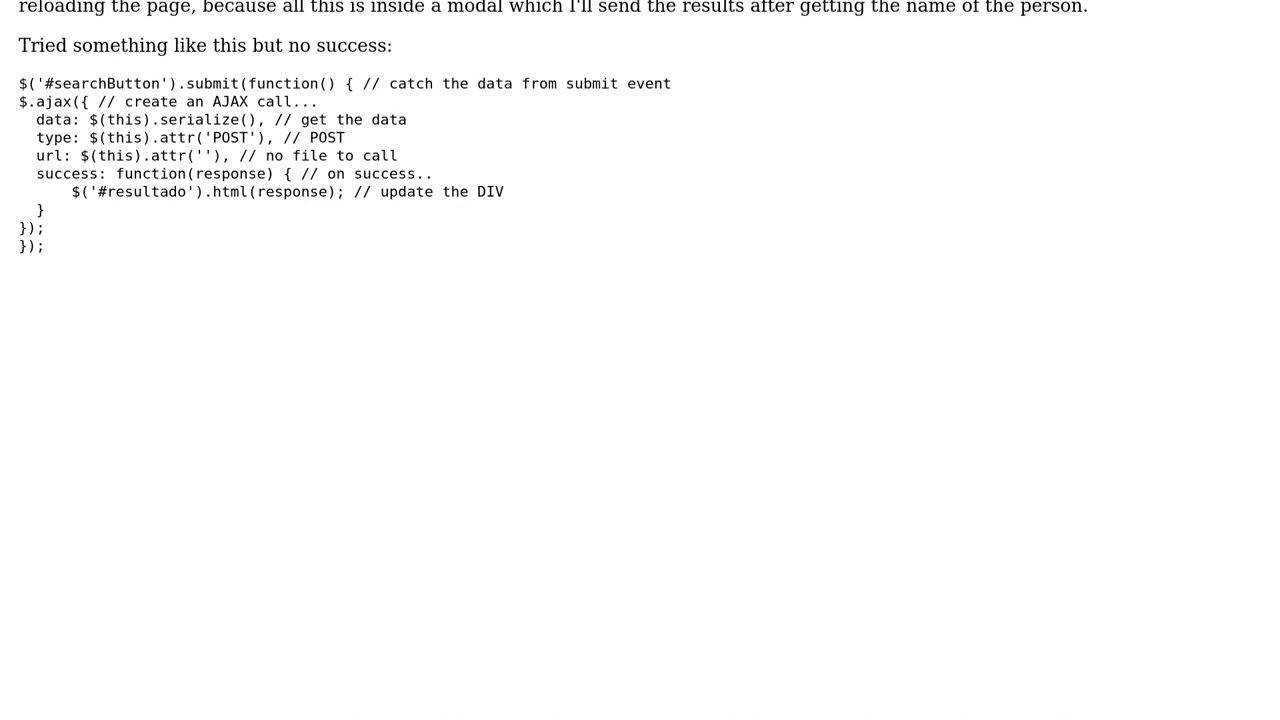 reloading the page, because all this is inside a modal which I'll send the results after getting the name of the person.
Tried something like this but no success:
$('#searchButton').submit(function() { // catch the data from submit event
$.ajax({ // create an AJAX call...
  data: $(this).serialize(), // get the data
  type: $(this).attr('POST'), // POST
  url: $(this).attr(''), // no file to call
  success: function(response) { // on success..
      $('#resultado').html(response); // update the DIV
  }
});
});